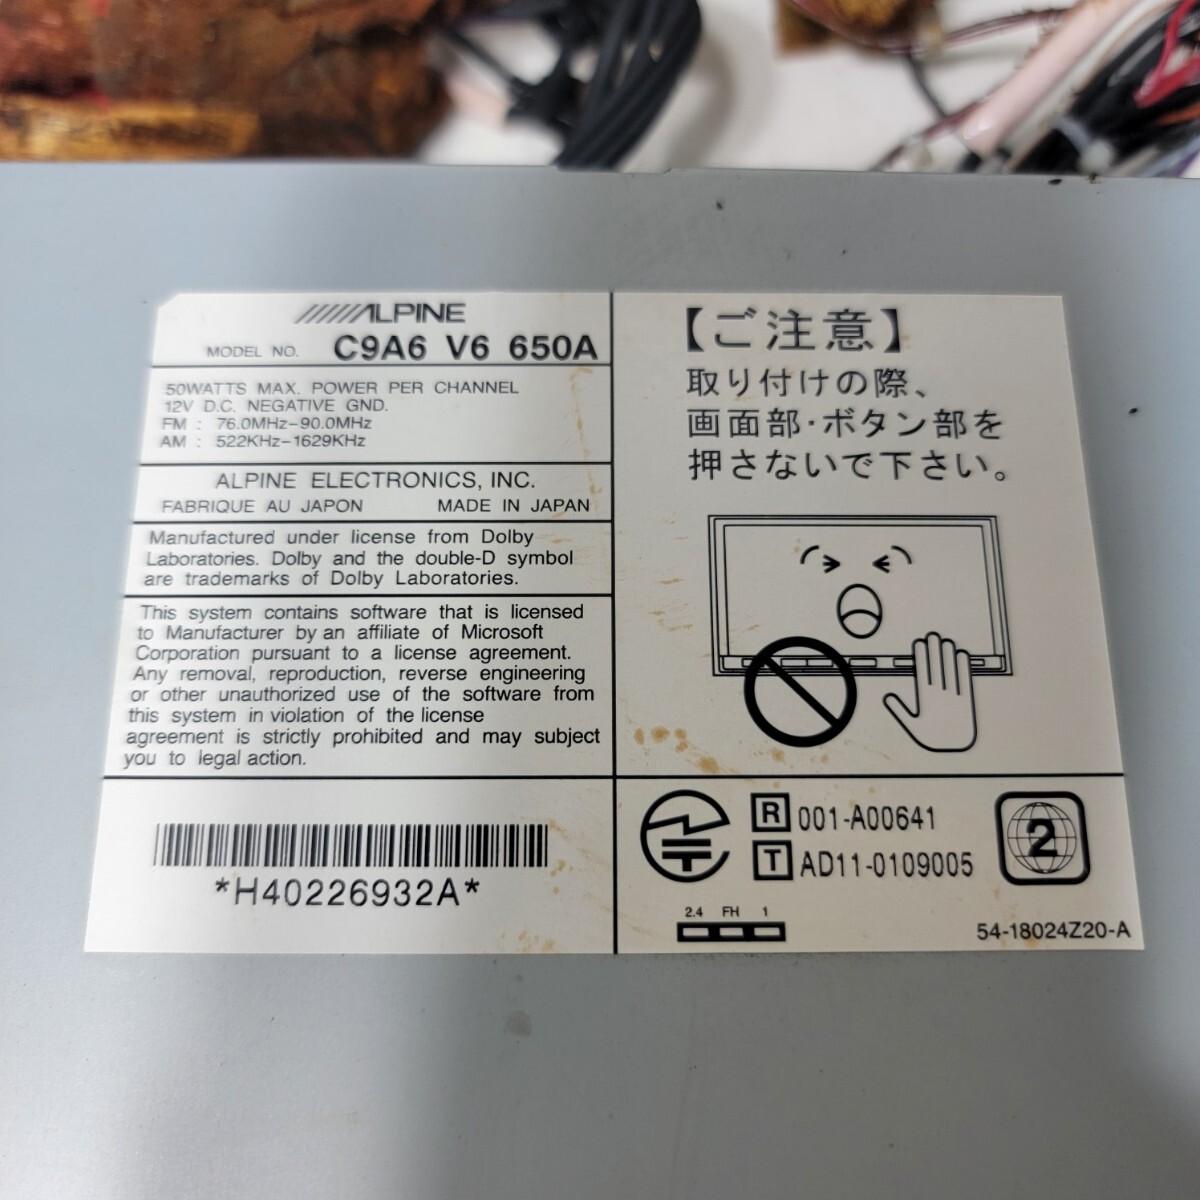 ALPINE
MODEL NO. C9A6 V6 650A
50WATTS MAX. POWER PER CHANNEL
12V D.C. NEGATIVE GND.
FM : 76.0MHz-90.0MHz
AM : 522KHz-1629KHz
ALPINE ELECTRONICS, INC.
FABRIQUE AU JAPON MADE IN JAPAN
Manufactured under license from Dolby
Laboratories. Dolby and the double-D symbol
are trademarks of Dolby Laboratories.
This system contains software that is licensed
to Manufacturer by an affiliate of Microsoft
Corporation pursuant to a license agreement.
Any removal, reproduction, reverse engineering
or other unauthorized use of the software from
this system in violation of the license
agreement is strictly prohibited and may subject
you to legal action.
*H40226932A*
【ご注意】
取り付けの際、
画面部・ボタン部を
押さないで下さい。
R 001-A00641
T AD11-0109005
2
2.4 FH 1
54-18024Z20-A